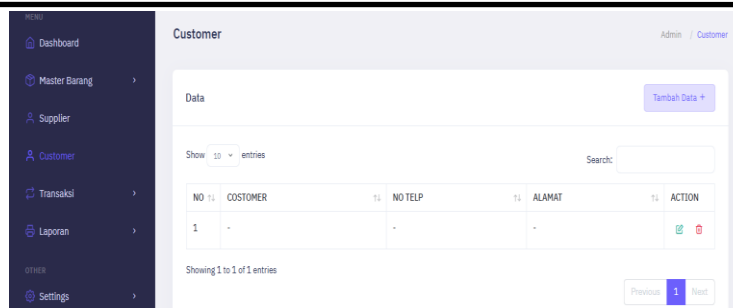 MENU
Dashboard
Master Barang
Supplier
Customer
Transaksi
Laporan
OTHER
Settings
Customer
Admin / Customer
Data
Tambah Data +
Show 10 entries
Search:
NO COSTOMER NO TELP ALAMAT ACTION
1 - - -
Showing 1 to 1 of 1 entries
Previous 1 Next